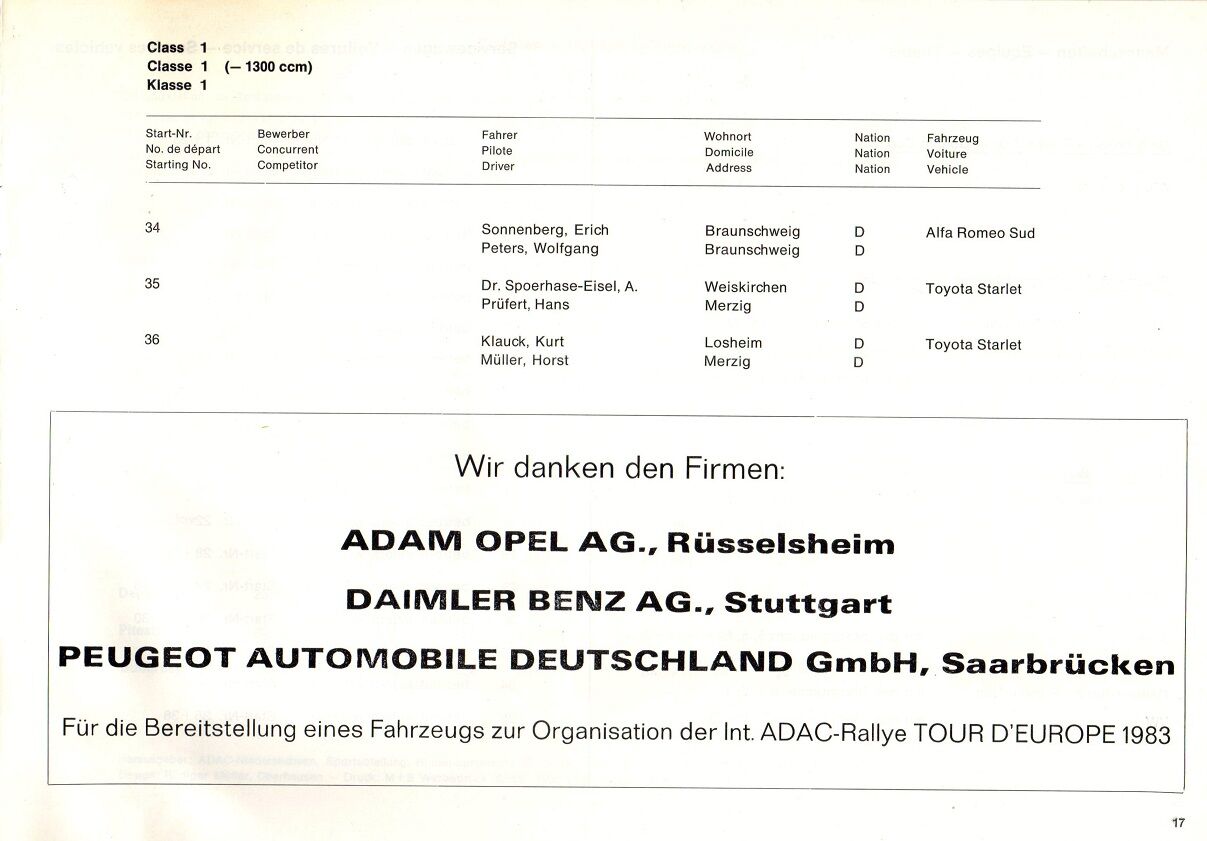 Class 1
Classe 1 (– 1300 ccm)
Klasse 1
Start-Nr. Bewerber Fahrer Wohnort Nation Fahrzeug
No. de départ Concurrent Pilote Domicile Nation Voiture
Starting No. Competitor Driver Address Nation Vehicle
34 Sonnenberg, Erich Braunschweig D Alfa Romeo Sud
Peters, Wolfgang Braunschweig D
35 Dr. Spoerhase-Eisel, A. Weiskirchen D Toyota Starlet
Prüfert, Hans Merzig D
36 Klauck, Kurt Losheim D Toyota Starlet
Müller, Horst Merzig D
Wir danken den Firmen:
ADAM OPEL AG., Rüsselsheim
DAIMLER BENZ AG., Stuttgart
PEUGEOT AUTOMOBILE DEUTSCHLAND GmbH, Saarbrücken
Für die Bereitstellung eines Fahrzeugs zur Organisation der Int. ADAC-Rallye TOUR D'EUROPE 1983
17